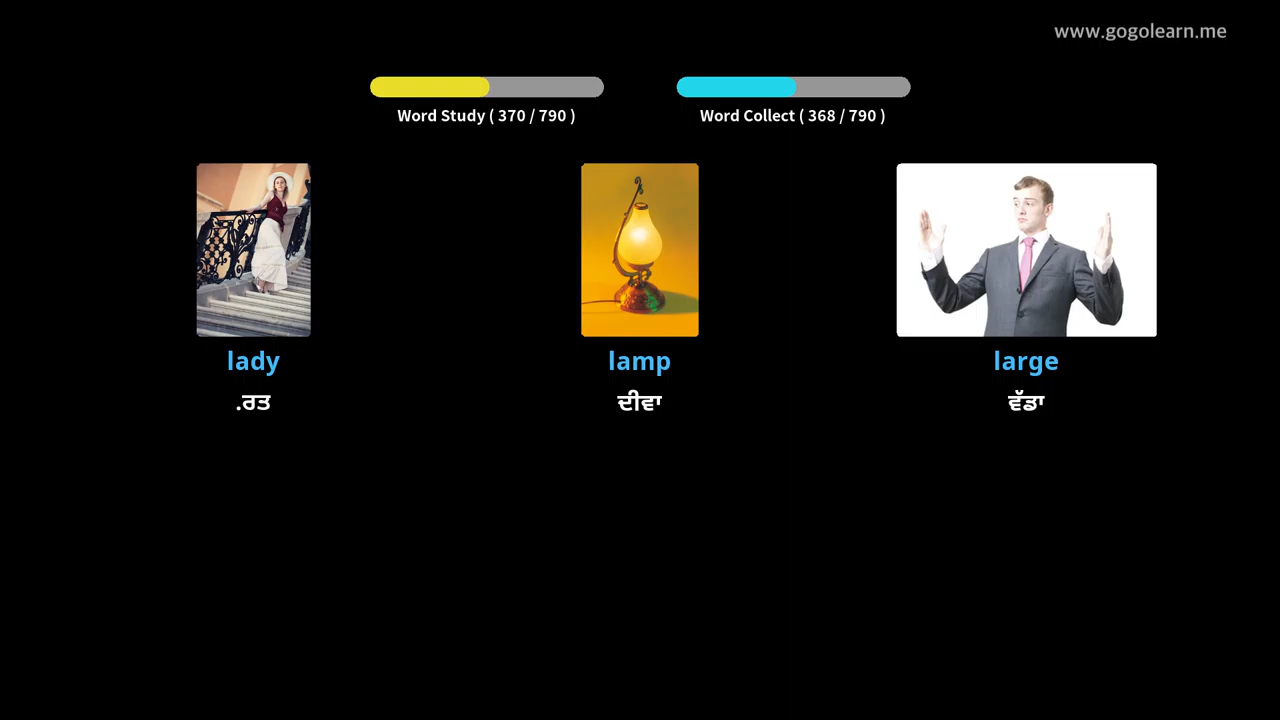 www.gogolearn.me
Word Study ( 370 / 790 )
Word Collect ( 368 / 790 )
lady
lamp
large
.ਰਤ
ਦੀਵਾ
ਵੱਡਾ